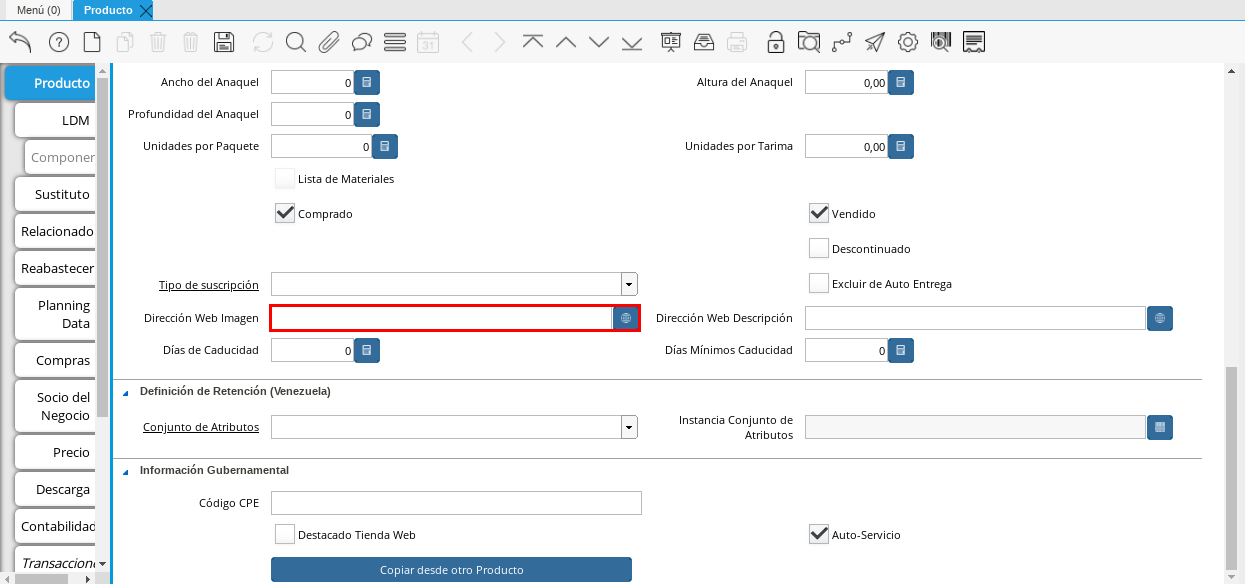 Menú (0)
Producto
31
Producto
LDM
Componer
Sustituto
Relacionado
Reabastecer
Planning
Data
Compras
Socio del
Negocio
Precio
Descarga
Contabilidad
Transaccion
Ancho del Anaquel 0
Altura del Anaquel 0,00
Profundidad del Anaquel 0
Unidades por Paquete 0
Unidades por Tarima 0,00
Lista de Materiales
Comprado
Vendido
Descontinuado
Tipo de suscripción
Excluir de Auto Entrega
Dirección Web Imagen
Dirección Web Descripción
Días de Caducidad 0
Días Mínimos Caducidad 0
Definición de Retención (Venezuela)
Conjunto de Atributos
Instancia Conjunto de
Atributos
Información Gubernamental
Código CPE
Destacado Tienda Web
Auto-Servicio
Copiar desde otro Producto